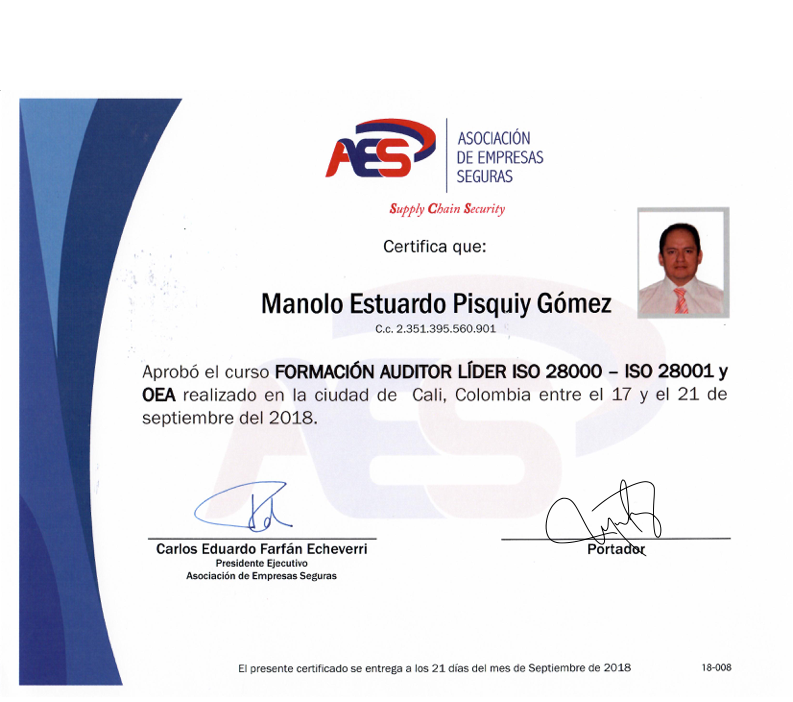 AES
ASOCIACIÓN
DE EMPRESAS
SEGURAS
Supply Chain Security
Certifica que:
Manolo Estuardo Pisquiy Gómez
C.c. 2.351.395.560.901
Aprobó el curso FORMACIÓN AUDITOR LÍDER ISO 28000 – ISO 28001 y
OEA realizado en la ciudad de Cali, Colombia entre el 17 y el 21 de
septiembre del 2018.
Carlos Eduardo Farfán Echeverri
Presidente Ejecutivo
Asociación de Empresas Seguras
Portador
El presente certificado se entrega a los 21 días del mes de Septiembre de 2018
18-008